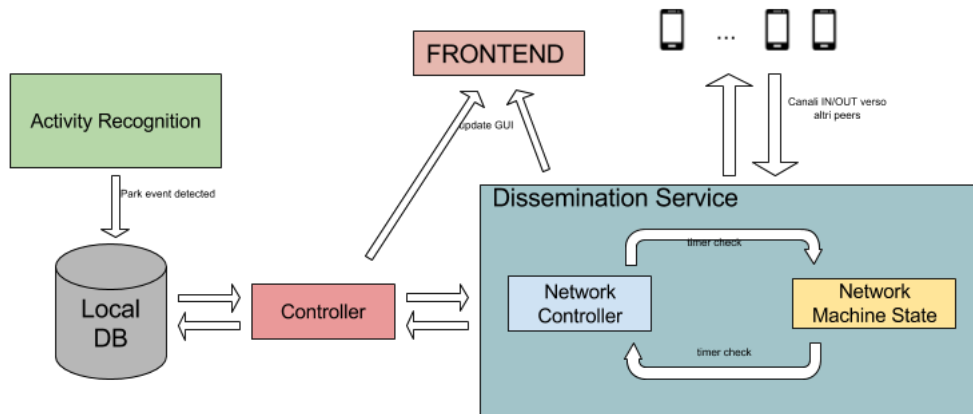 FRONTEND
...
Activity Recognition
update GUI
Canali IN/OUT verso
altri peers
Park event detected
Dissemination Service
timer check
Local
DB
Controller
Network
Controller
Network
Machine State
timer check